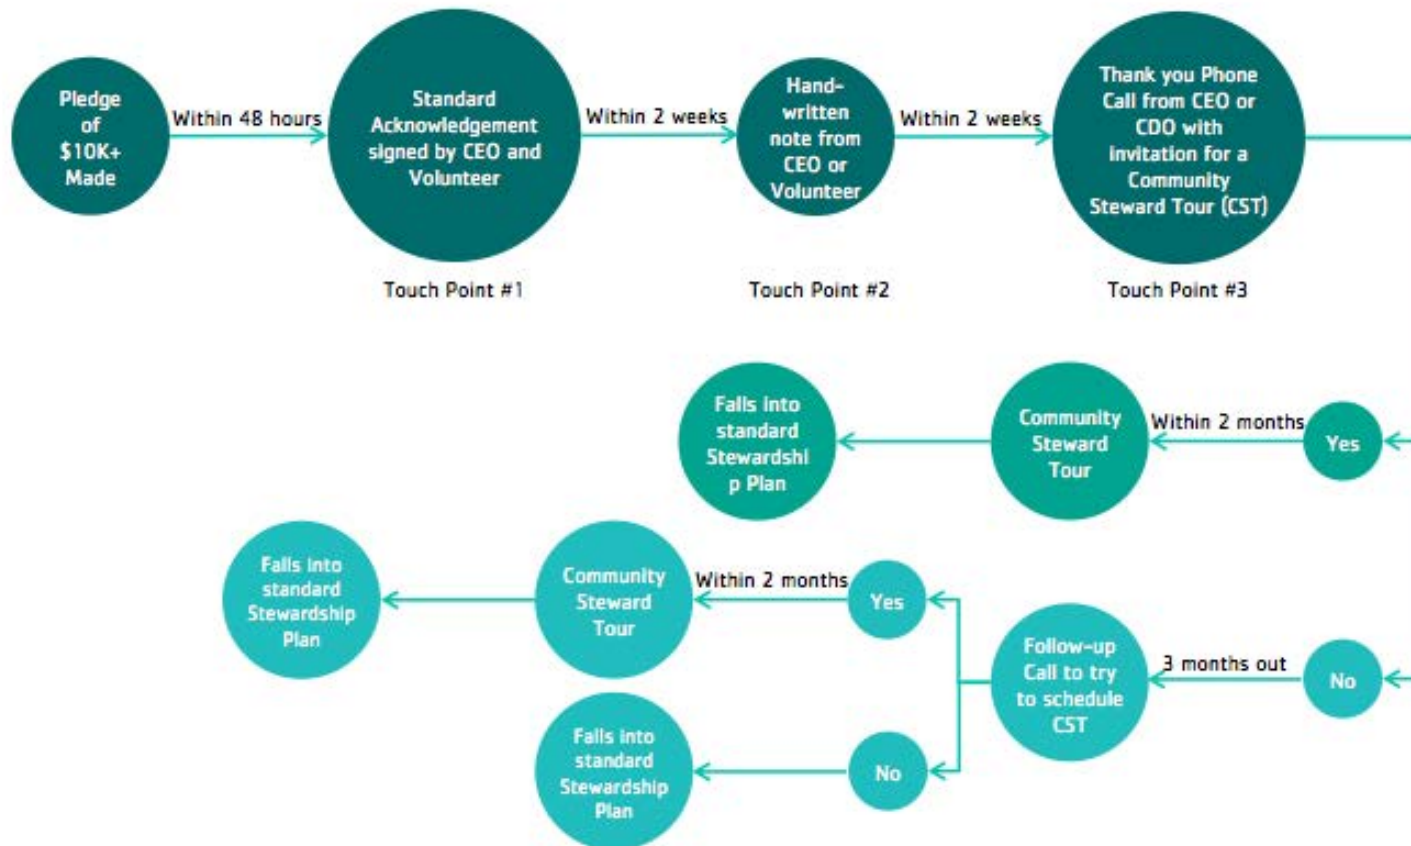 Pledge
of
$10K+
Made
Within 48 hours
Standard
Acknowledgement
signed by CEO and
Volunteer
Within 2 weeks
Hand-
written
note from
CEO or
Volunteer
Within 2 weeks
Thank you Phone
Call from CEO or
CDO with
invitation for a
Community
Steward Tour (CST)
Touch Point #1
Touch Point #2
Touch Point #3
Falls into
standard
Stewardshi
p Plan
Community
Steward
Tour
Within 2 months
Yes
Falls into
standard
Stewardship
Plan
Community
Steward
Tour
Within 2 months
Yes
Follow-up
Call to try
to schedule
CST
3 months out
No
Falls into
standard
Stewardship
Plan
No